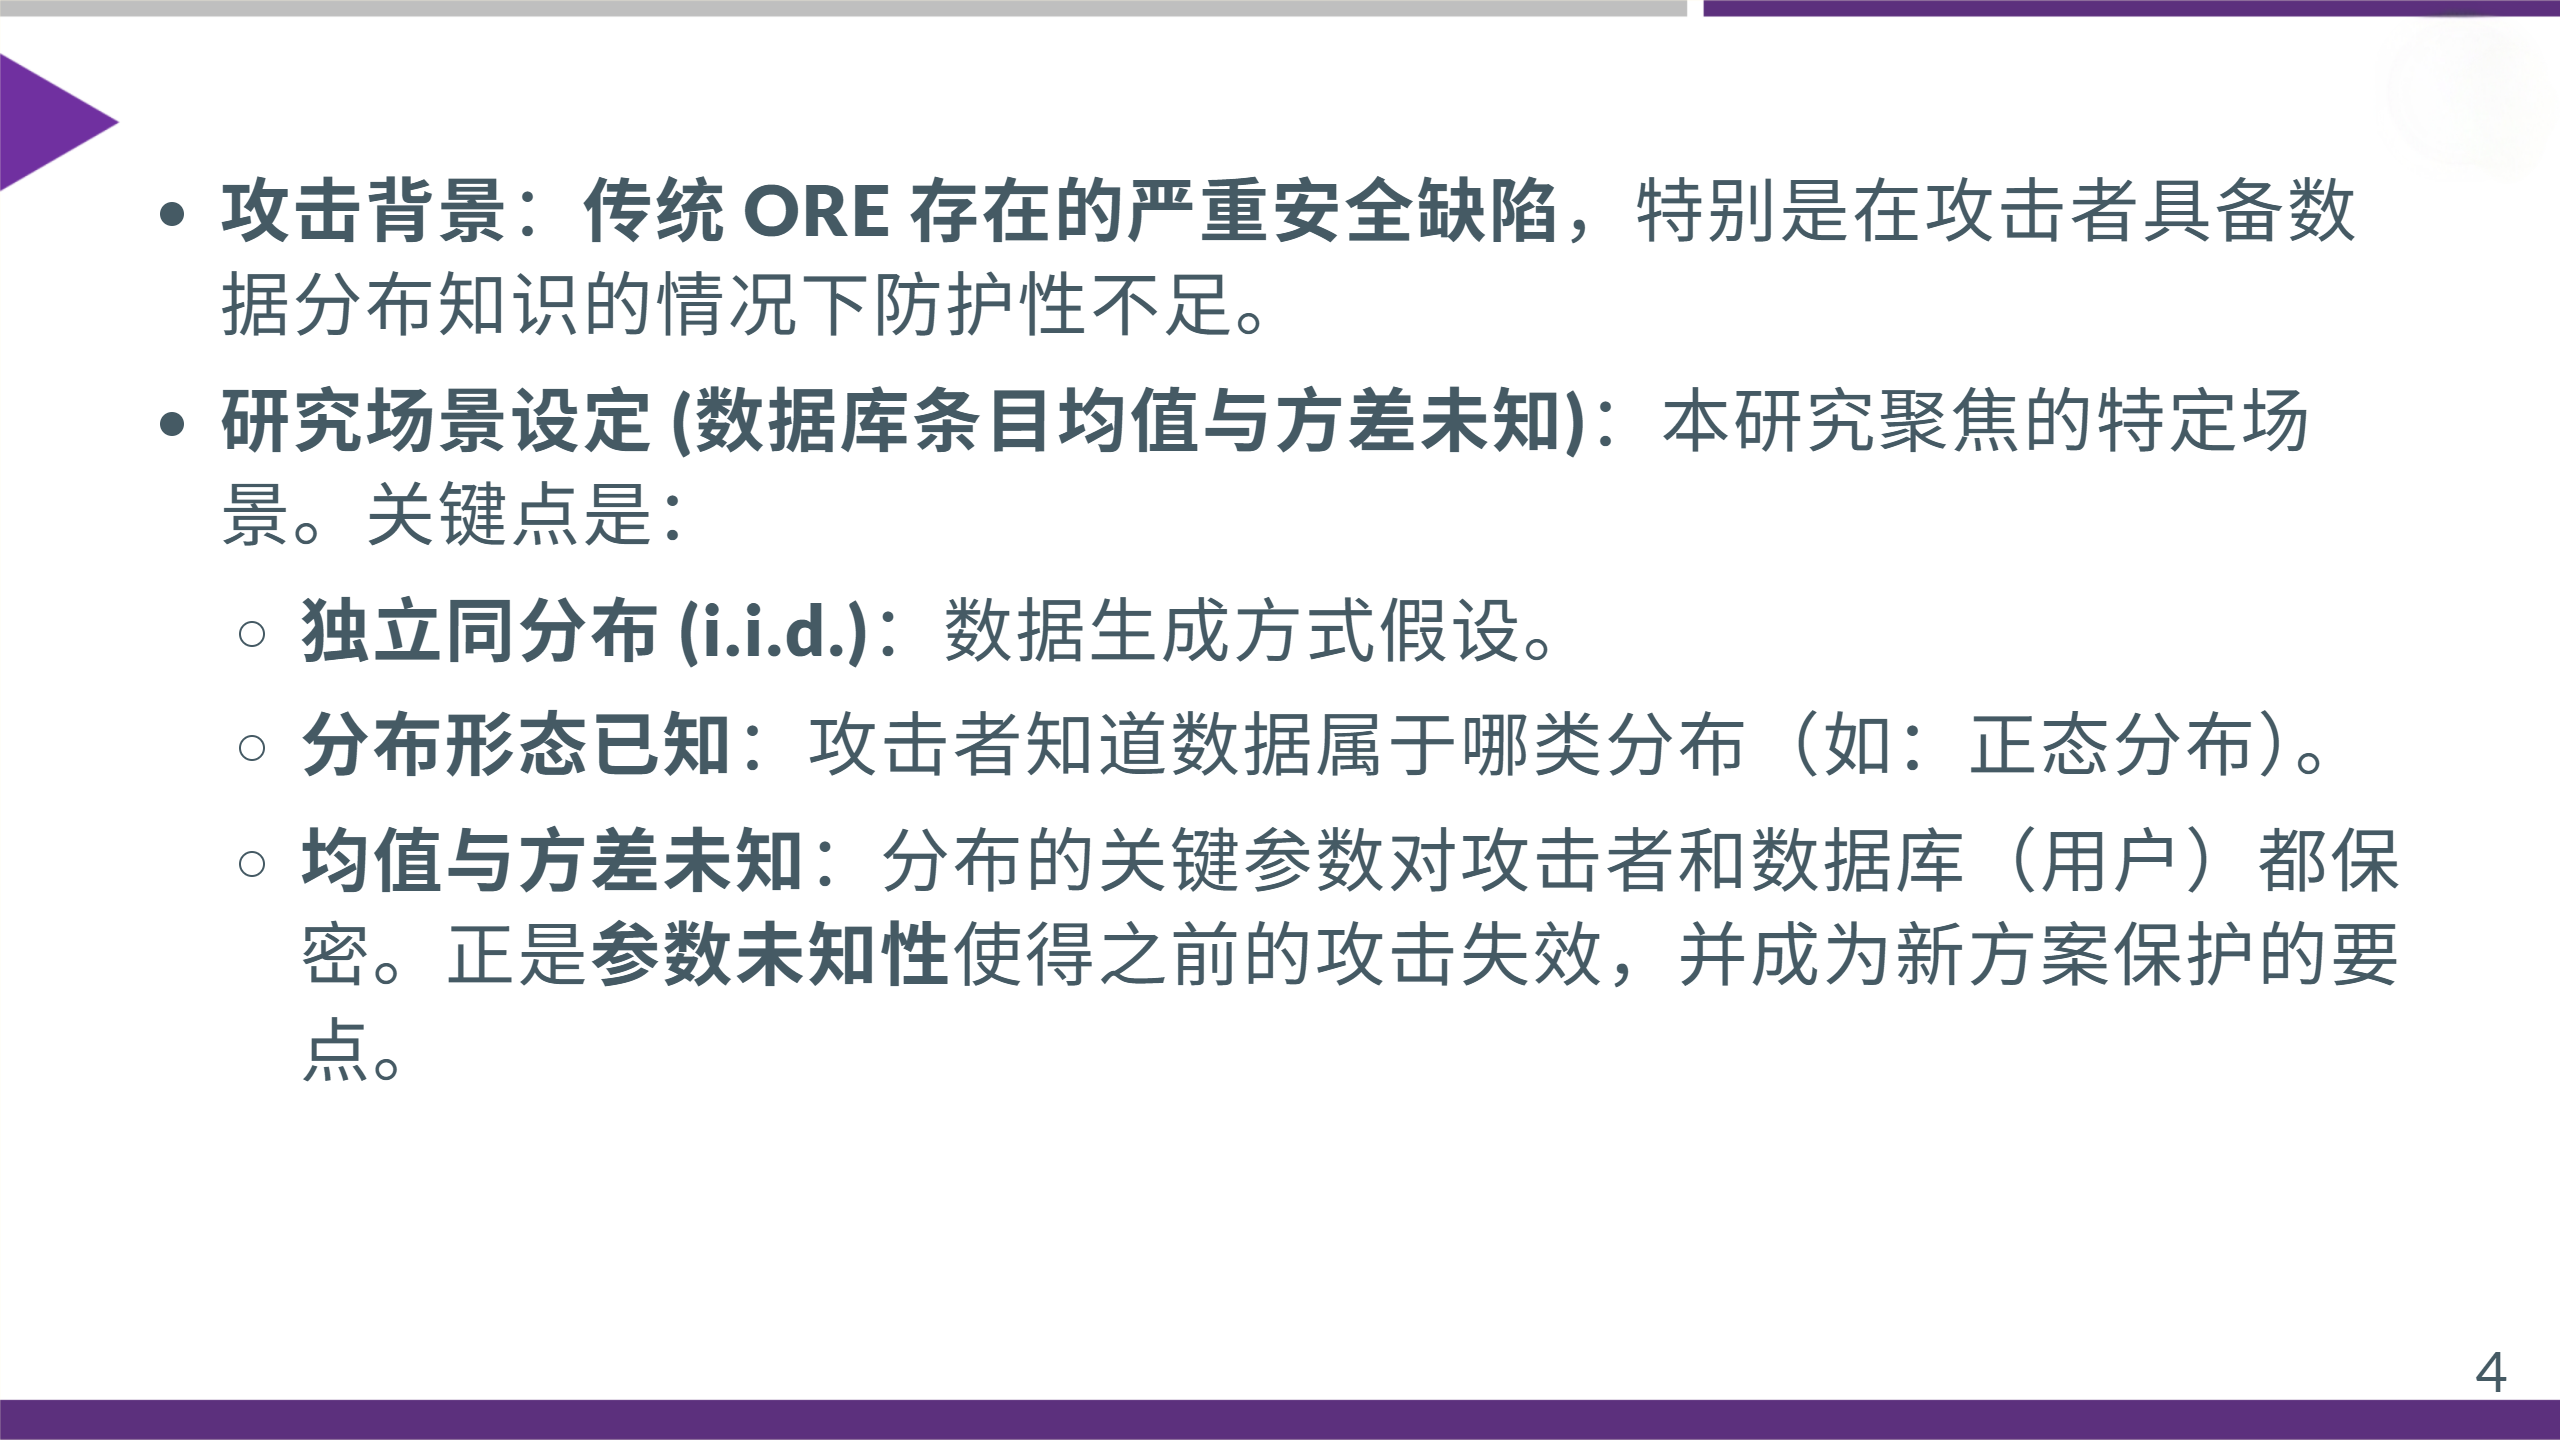 • 攻击背景：传统 ORE 存在的严重安全缺陷，特别是在攻击者具备数
据分布知识的情况下防护性不足。
• 研究场景设定 (数据库条目均值与方差未知)：本研究聚焦的特定场
景。关键点是：
○ 独立同分布 (i.i.d.)：数据生成方式假设。
○ 分布形态已知：攻击者知道数据属于哪类分布（如：正态分布）。
○ 均值与方差未知：分布的关键参数对攻击者和数据库（用户）都保
密。正是参数未知性使得之前的攻击失效，并成为新方案保护的要
点。
4